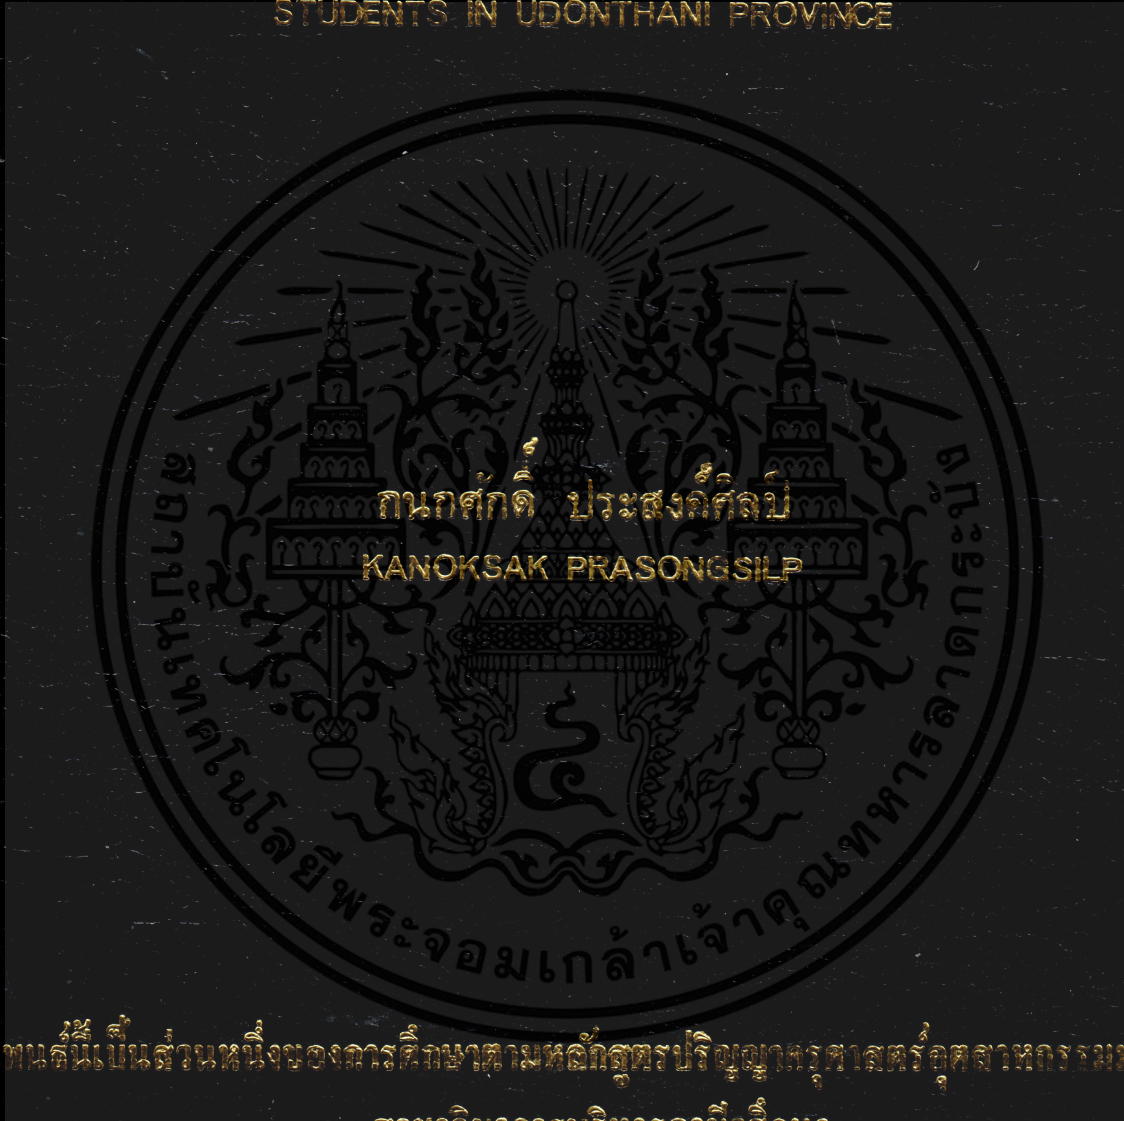 STUDENTS IN UDONTHANI PROVINCE
กนกศักดิ์ ประสงค์ศิลป์
KANOKSAK PRASONGSILP
สถาบันเทคโนโลยีพระจอมเกล้าเจ้าคุณทหารลาดกระบัง
๔
นี้เป็นส่วนหนึ่งของการศึกษาตามหลักสูตรปริญญาครุศาสตร์อุตสาหกรรม